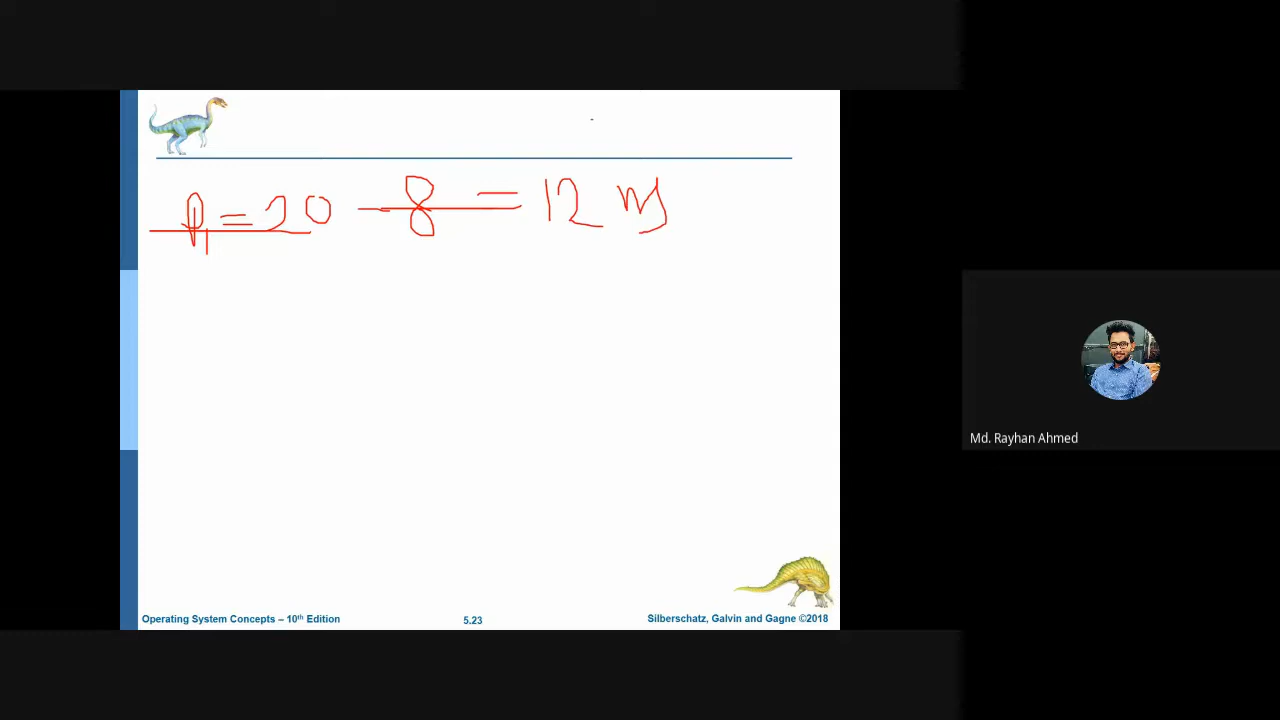 P1 = 20 - 8 = 12 ms
Md. Rayhan Ahmed
Operating System Concepts – 10th Edition
5.23
Silberschatz, Galvin and Gagne ©2018